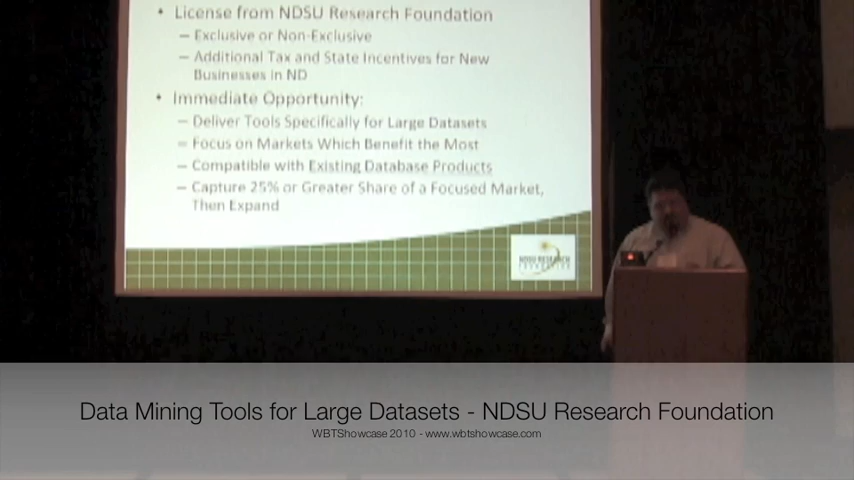 • License from NDSU Research Foundation
– Exclusive or Non-Exclusive
– Additional Tax and State Incentives for New
Businesses in ND
• Immediate Opportunity:
– Deliver Tools Specifically for Large Datasets
– Focus on Markets Which Benefit the Most
– Compatible with Existing Database Products
– Capture 25% or Greater Share of a Focused Market,
Then Expand
NDSU RESEARCH
FOUNDATION
Data Mining Tools for Large Datasets - NDSU Research Foundation
WBTShowcase 2010 - www.wbtshowcase.com